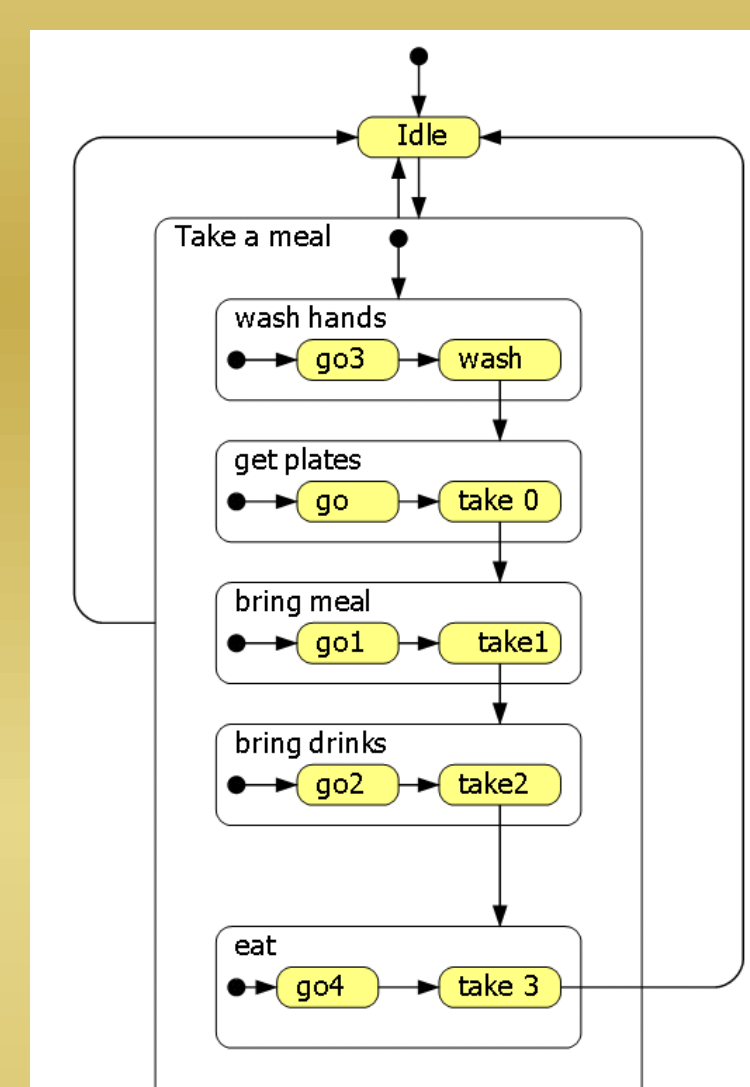 Idle
Take a meal
wash hands
go3 wash
get plates
go take 0
bring meal
go1 take1
bring drinks
go2 take2
eat
go4 take 3